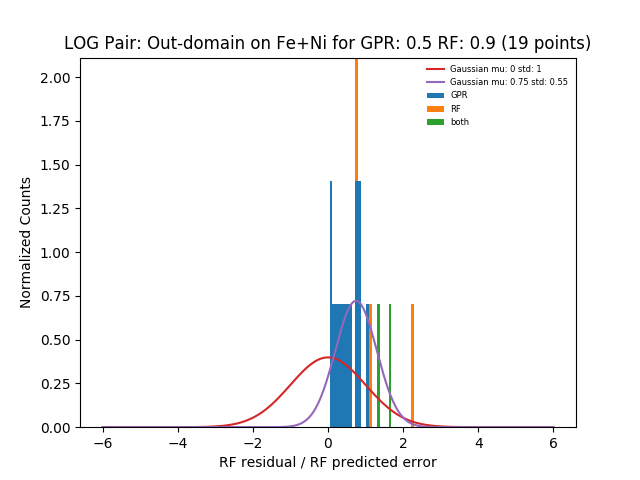 LOG Pair: Out-domain on Fe+Ni for GPR: 0.5 RF: 0.9 (19 points)
Gaussian mu: 0 std: 1
Gaussian mu: 0.75 std: 0.55
GPR
RF
both
Normalized Counts
2.00
1.75
1.50
1.25
1.00
0.75
0.50
0.25
0.00
−6 −4 −2 0 2 4 6
RF residual / RF predicted error